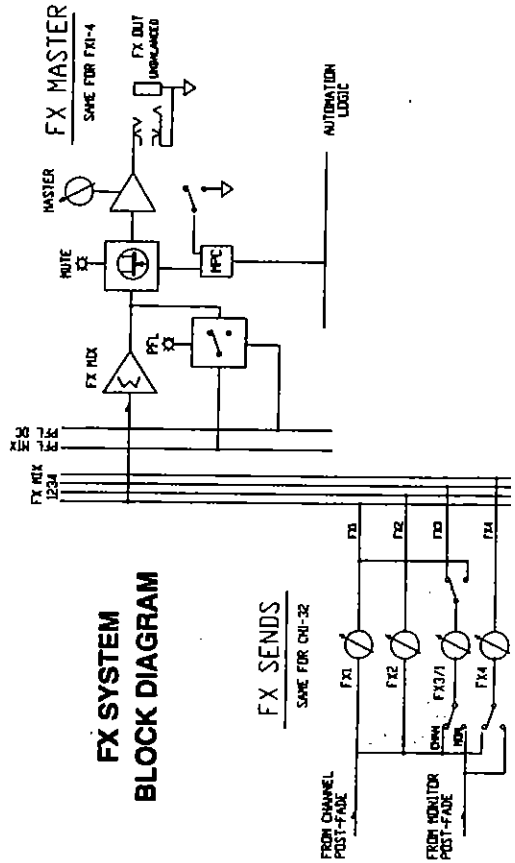 FX SYSTEM
BLOCK DIAGRAM
FX MASTER
SAME FOR FX1-4
FX SENDS
SAME FOR CH1-32
FROM CHANNEL
POST-FADE
FROM MONITOR
POST-FADE
CHAN
MON
FX1
FX2
FX3/1
FX4
FX1
FX2
FX3
FX4
FX MIX
1234
PFL MIX
PFL DC
FX MIX
PFL
MUTE
MPC
MASTER
FX OUT
UNBALANCED
AUTOMATION
LOGIC